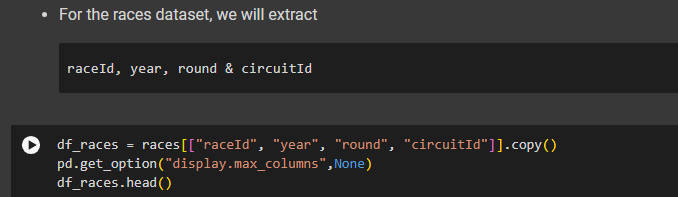 For the races dataset, we will extract
raceId, year, round & circuitId
df_races = races[["raceId", "year", "round", "circuitId"]].copy()
pd.get_option("display.max_columns",None)
df_races.head()